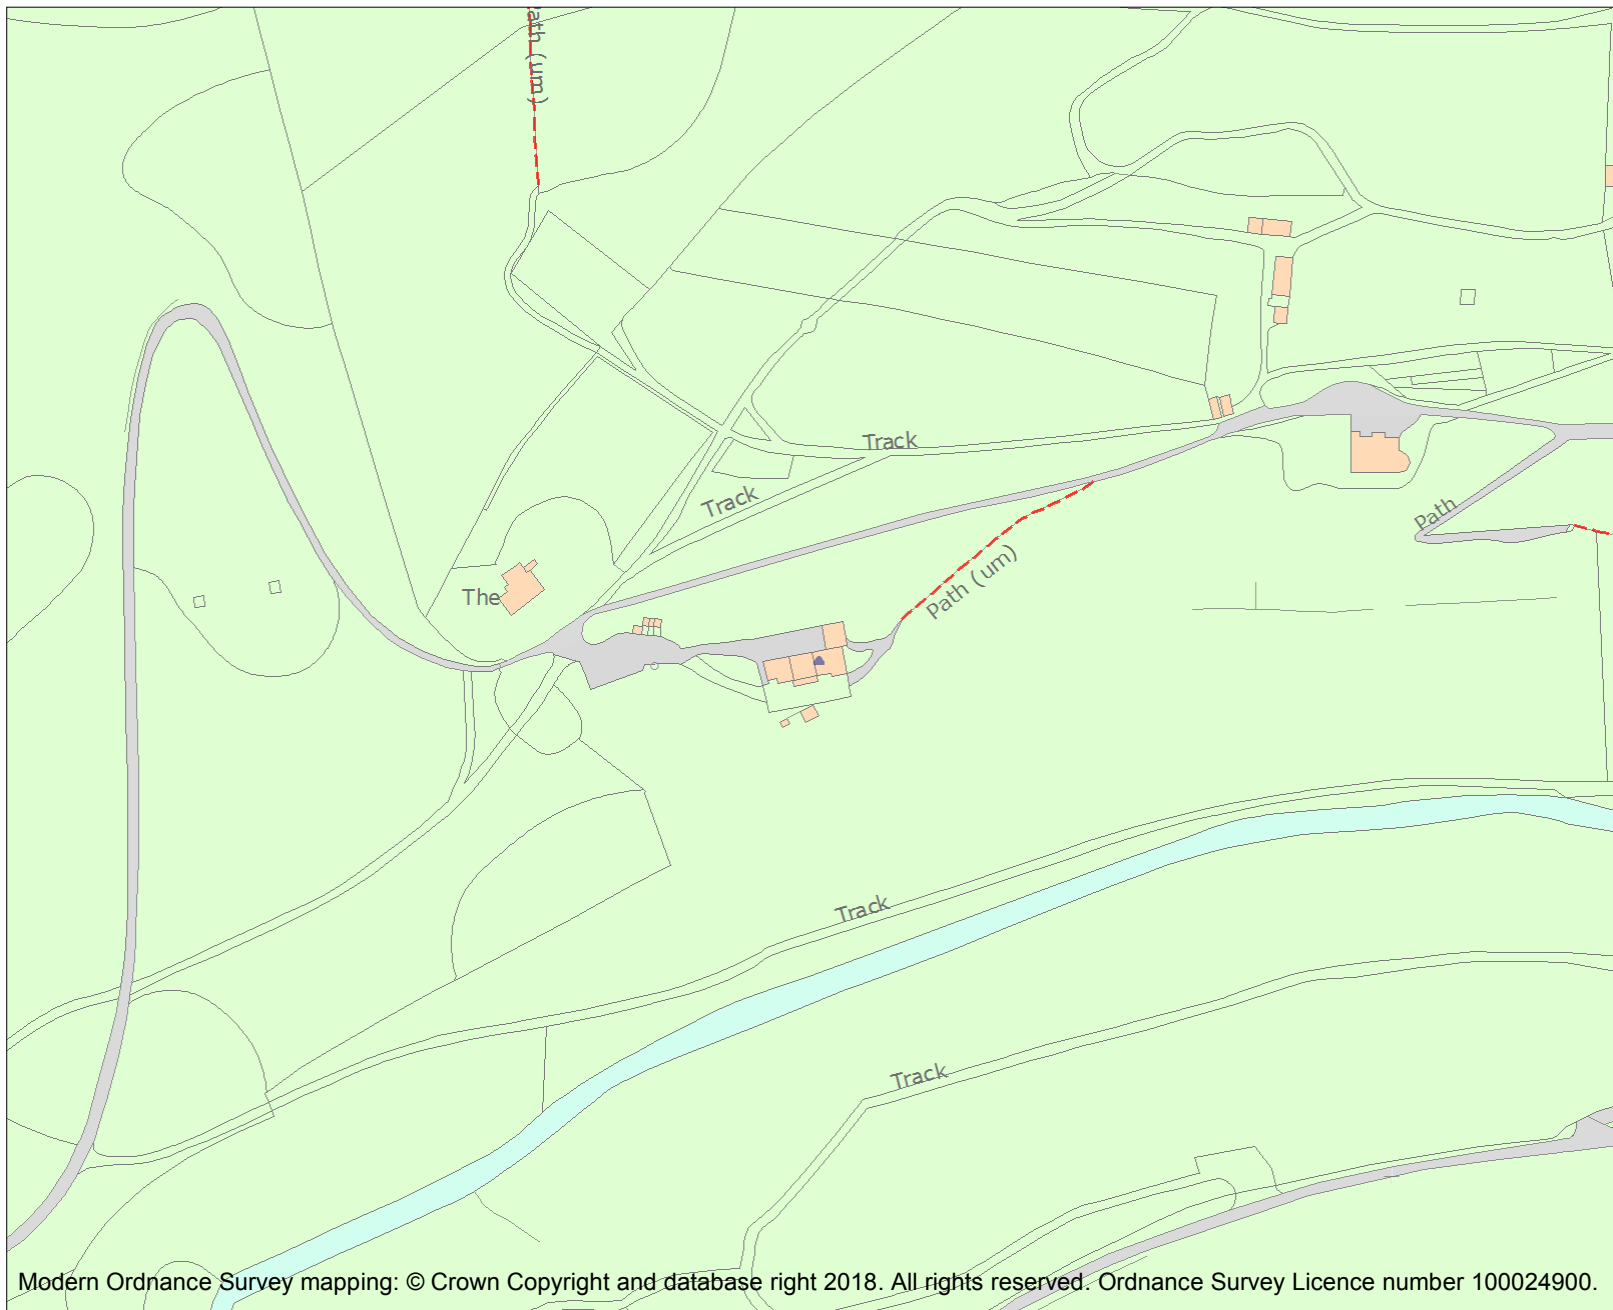 Path (um)
Track
Track
Path
Path (um)
The
Track
Track
Modern Ordnance Survey mapping: © Crown Copyright and database right 2018. All rights reserved. Ordnance Survey Licence number 100024900.